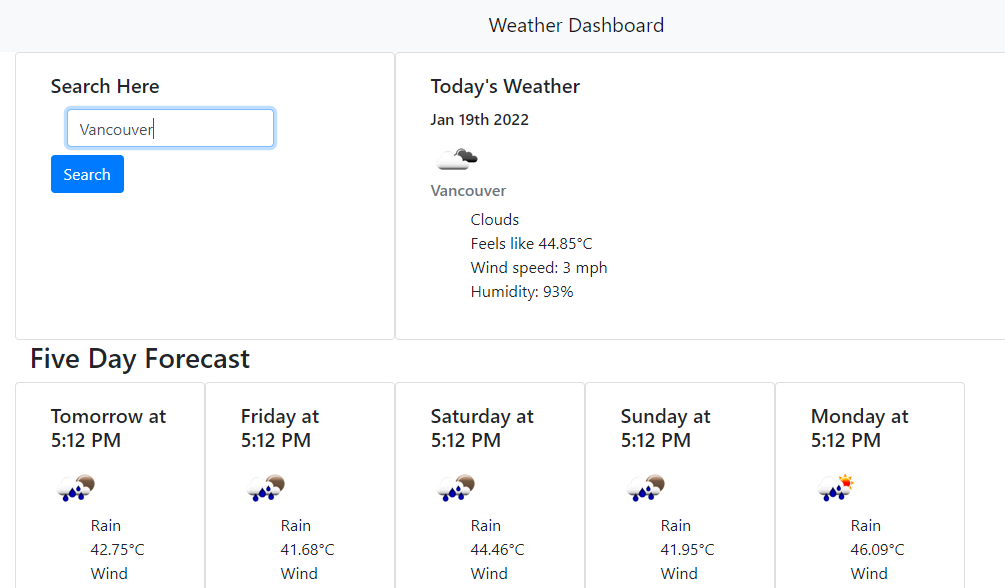 Weather Dashboard
Search Here
Vancouver
Search
Today's Weather
Jan 19th 2022
Vancouver
Clouds
Feels like 44.85°C
Wind speed: 3 mph
Humidity: 93%
Five Day Forecast
Tomorrow at
5:12 PM
Rain
42.75°C
Wind
Friday at
5:12 PM
Rain
41.68°C
Wind
Saturday at
5:12 PM
Rain
44.46°C
Wind
Sunday at
5:12 PM
Rain
41.95°C
Wind
Monday at
5:12 PM
Rain
46.09°C
Wind